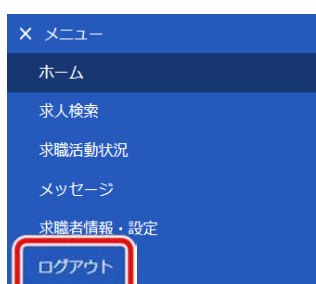 × メニュー
ホーム
求人検索
求職活動状況
メッセージ
求職者情報・設定
ログアウト